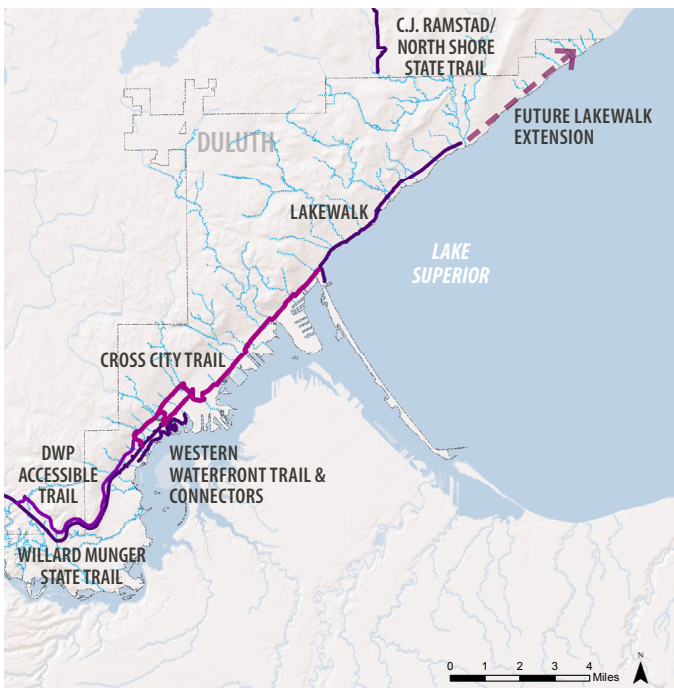 C.J. RAMSTAD/
NORTH SHORE
STATE TRAIL
FUTURE LAKEWALK
EXTENSION
DULUTH
LAKEWALK
LAKE
SUPERIOR
CROSS CITY TRAIL
DWP
ACCESSIBLE
TRAIL
WESTERN
WATERFRONT TRAIL &
CONNECTORS
WILLARD MUNGER
STATE TRAIL
0 1 2 3 4
Miles
N